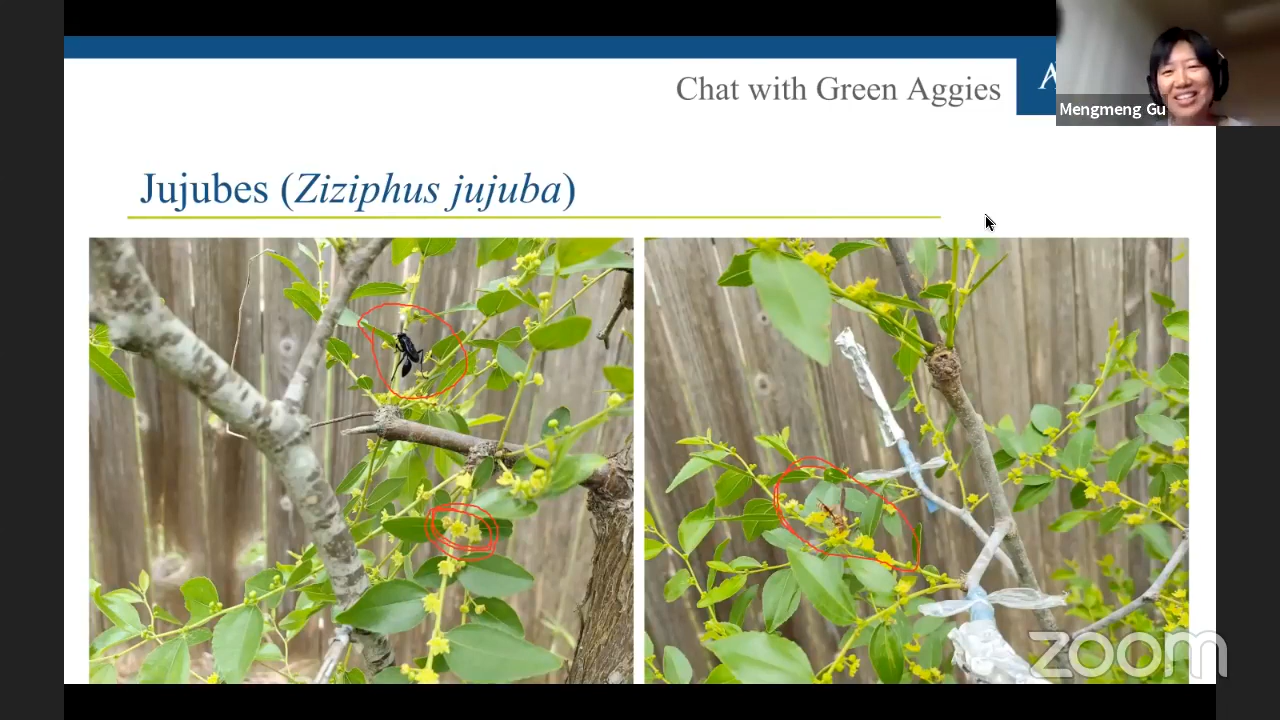 Chat with Green Aggies
A
Mengmeng Gu
Jujubes (Ziziphus jujuba)
zoom